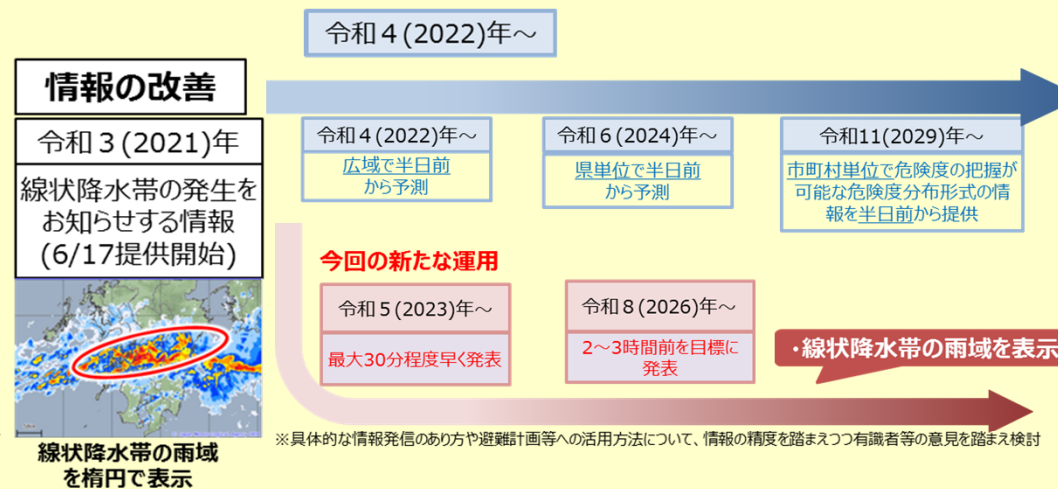 令和４(2022)年～
情報の改善
令和３(2021)年
線状降水帯の発生を
お知らせする情報
(6/17提供開始)
線状降水帯の雨域
を楕円で表示
令和４(2022)年～
広域で半日前
から予測
令和６(2024)年～
県単位で半日前
から予測
令和11(2029)年～
市町村単位で危険度の把握が
可能な危険度分布形式の情
報を半日前から提供
今回の新たな運用
令和５(2023)年～
最大30分程度早く発表
令和８(2026)年～
2～3時間前を目標に
発表
・線状降水帯の雨域を表示
※具体的な情報発信のあり方や避難計画等への活用方法について、情報の精度を踏まえつつ有識者等の意見を踏まえ検討